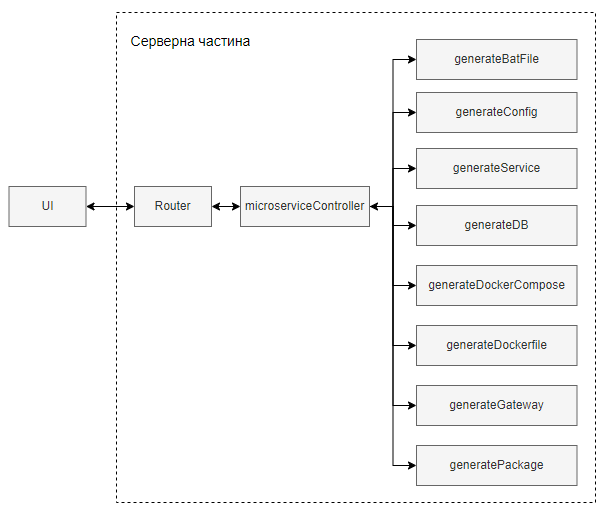 Серверна частина
UI
Router
microserviceController
generateBatFile
generateConfig
generateService
generateDB
generateDockerCompose
generateDockerfile
generateGateway
generatePackage